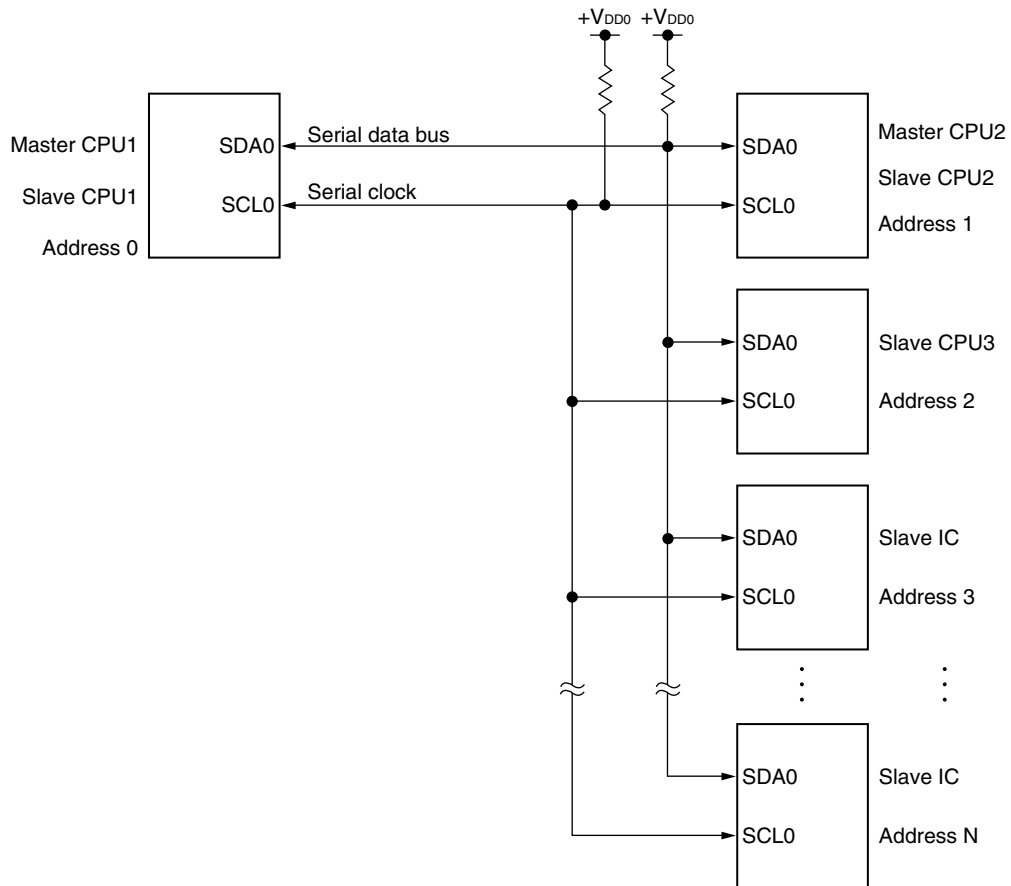 +VDD0 +VDD0
Master CPU1
Slave CPU1
Address 0
SDA0
SCL0
Serial data bus
Serial clock
SDA0
SCL0
Master CPU2
Slave CPU2
Address 1
SDA0
SCL0
Slave CPU3
Address 2
SDA0
SCL0
Slave IC
Address 3
SDA0
SCL0
Slave IC
Address N